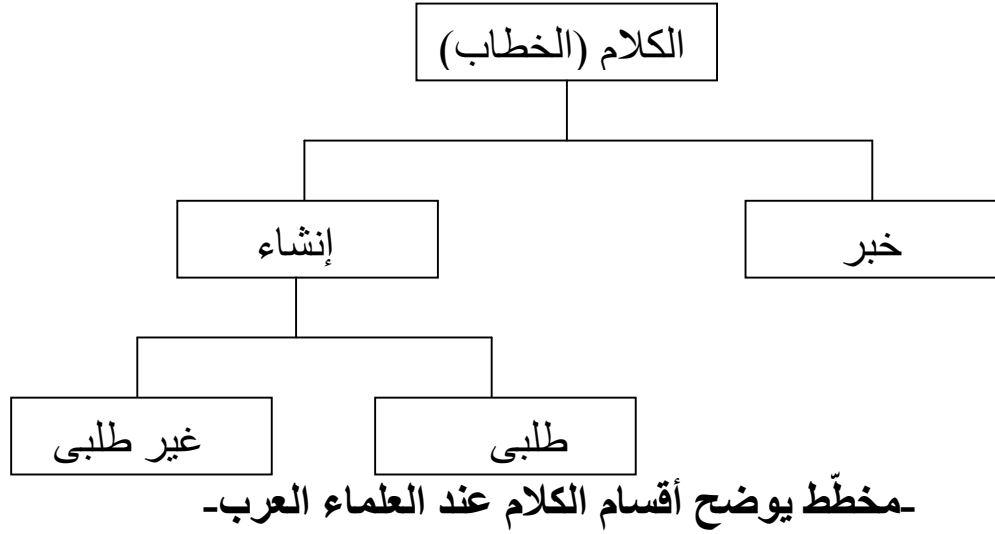 الكلام (الخطاب)
خبر
إنشاء
طلبى
غير طلبى
-مخطّط يوضح أقسام الكلام عند العلماء العرب-